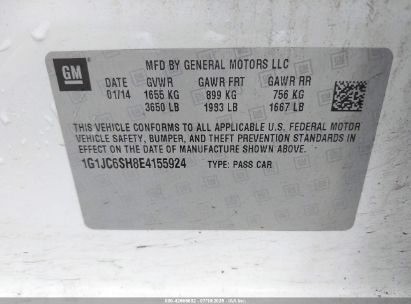 GM
MFD BY GENERAL MOTORS LLC
DATE GVWR GAWR FRT GAWR RR
01/14 1655 KG 899 KG 756 KG
3650 LB 1983 LB 1667 LB
THIS VEHICLE CONFORMS TO ALL APPLICABLE U.S. FEDERAL MOTOR
VEHICLE SAFETY, BUMPER, AND THEFT PREVENTION STANDARDS IN
EFFECT ON THE DATE OF MANUFACTURE SHOWN ABOVE.
1G1JC6SH8E4155924 TYPE: PASS CAR